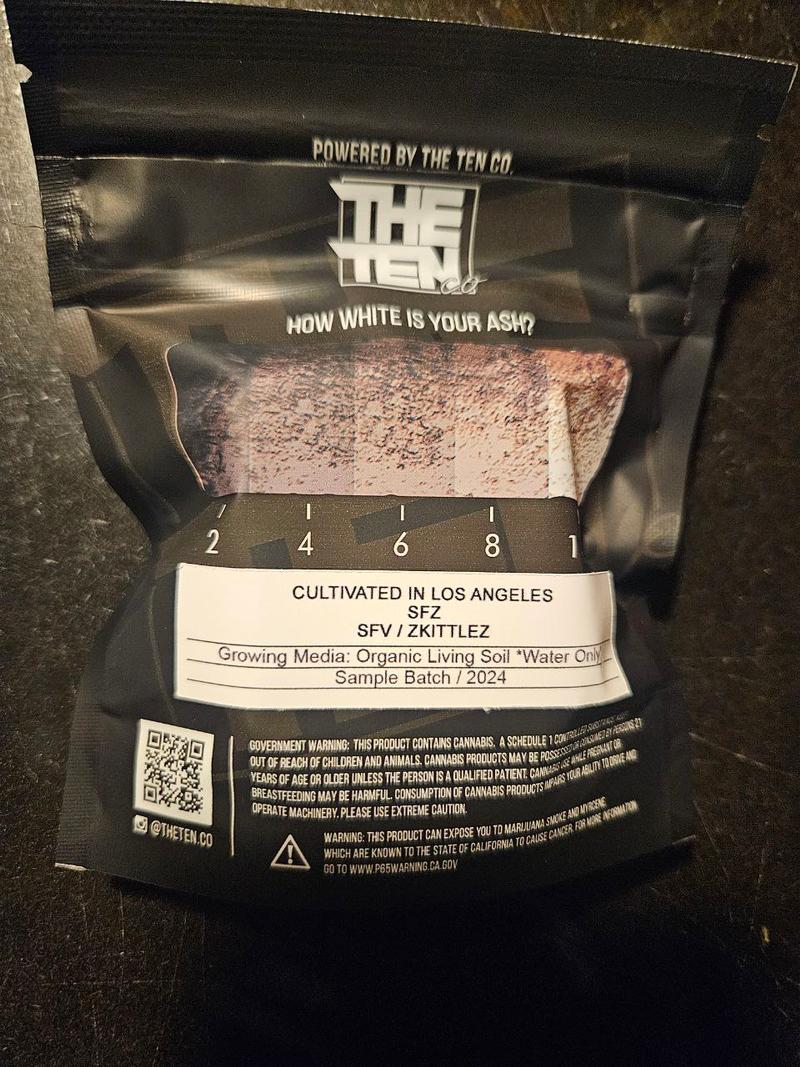 POWERED BY THE TEN CO.
THE
TEN
co.
HOW WHITE IS YOUR ASH?
2 4 6 8 1
CULTIVATED IN LOS ANGELES
SFZ
SFV / ZKITTLEZ
Growing Media: Organic Living Soil *Water Only
Sample Batch / 2024
GOVERNMENT WARNING: THIS PRODUCT CONTAINS CANNABIS. A SCHEDULE 1 CONTROLLED SUBSTANCE. KEEP
OUT OF REACH OF CHILDREN AND ANIMALS. CANNABIS PRODUCTS MAY BE POSSESSED OR CONSUMED BY PERSONS 21
YEARS OF AGE OR OLDER UNLESS THE PERSON IS A QUALIFIED PATIENT. CANNABIS USE WHILE PREGNANT OR
BREASTFEEDING MAY BE HARMFUL. CONSUMPTION OF CANNABIS PRODUCTS IMPAIRS YOUR ABILITY TO DRIVE AND
OPERATE MACHINERY. PLEASE USE EXTREME CAUTION.
@THETEN.CO
WARNING: THIS PRODUCT CAN EXPOSE YOU TO MARIJUANA SMOKE AND MYRCENE
WHICH ARE KNOWN TO THE STATE OF CALIFORNIA TO CAUSE CANCER. FOR MORE INFORMATION
GO TO WWW.P65WARNING.CA.GOV